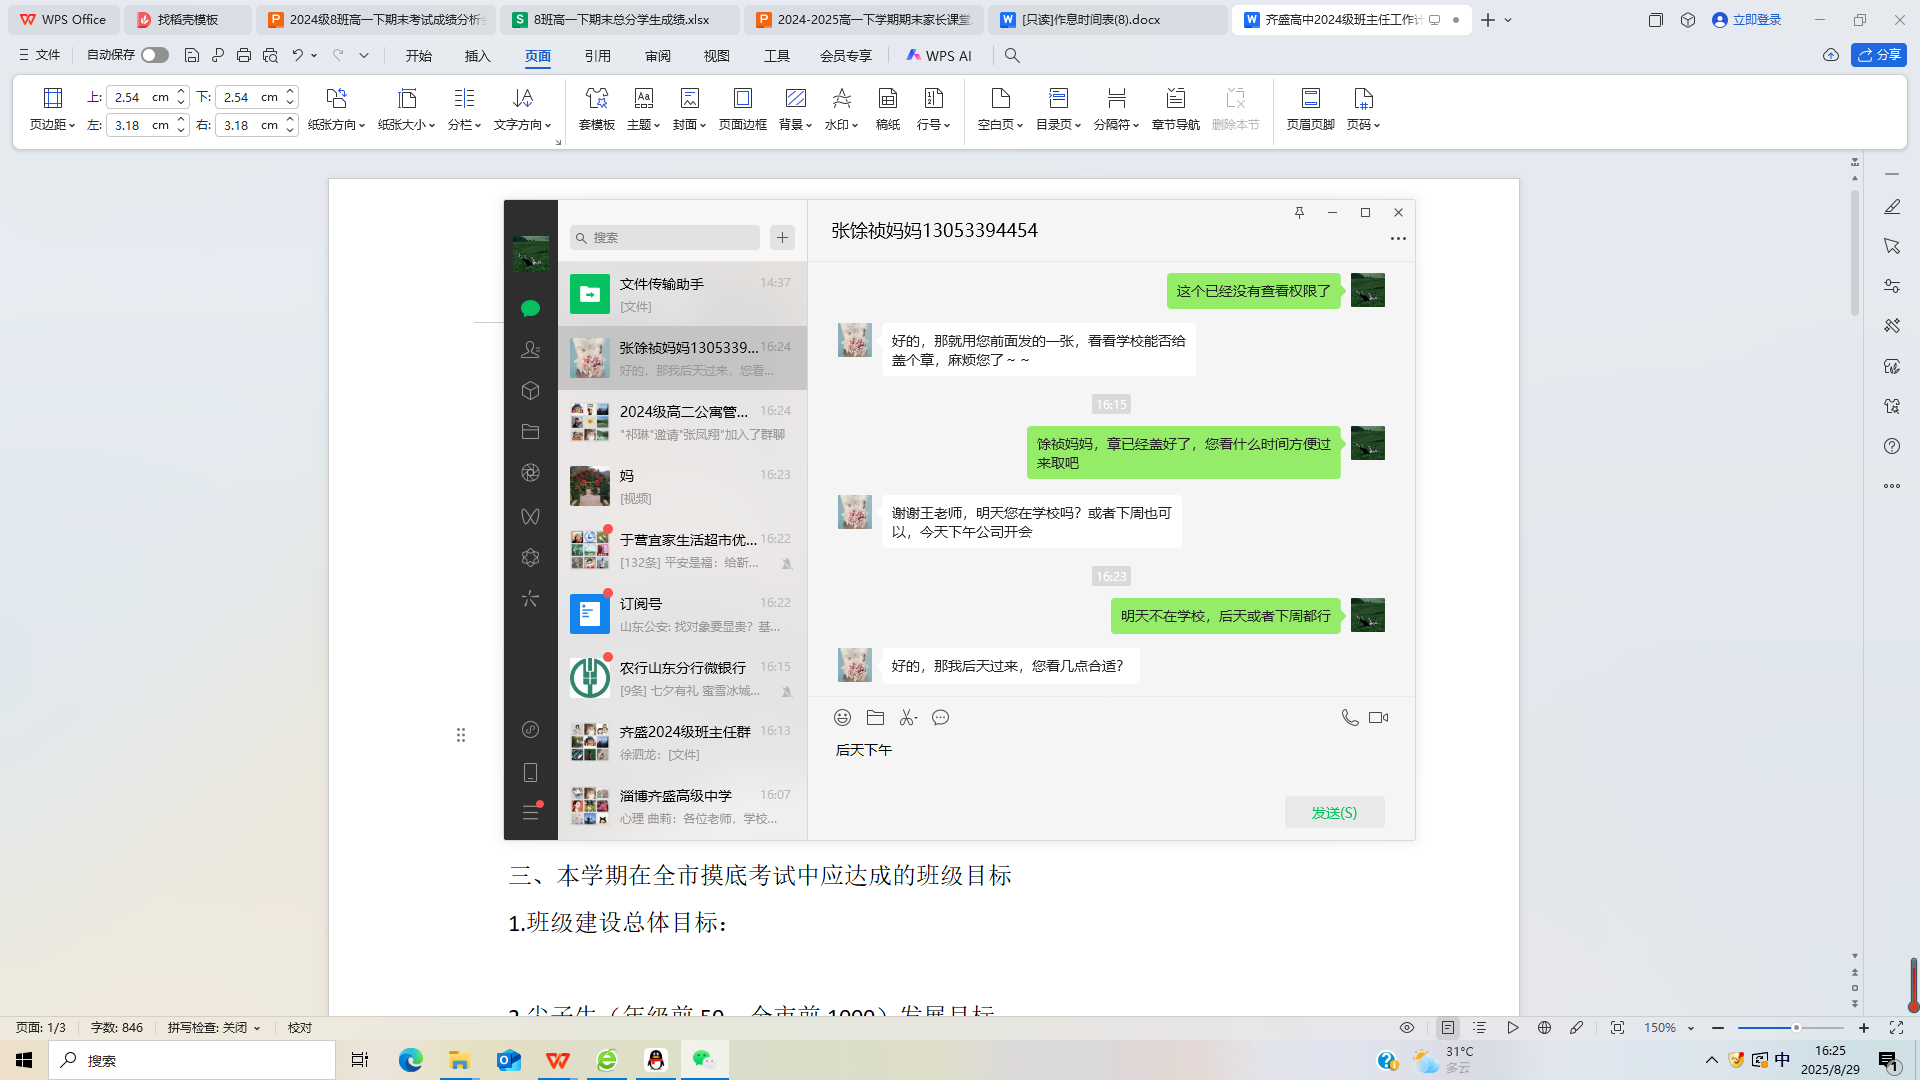 WPS Office
找稻壳模板
2024级8班高一下期末考试成绩分析
8班高一下期末总分学生成绩.xlsx
2024-2025高一下学期期末家长课堂
[只读]作息时间表(8).docx
齐盛高中2024级班主任工作计
立即登录
文件
自动保存
开始
插入
页面
引用
审阅
视图
工具
会员专享
WPS AI
分享
页边距
上: 2.54 cm
下: 2.54 cm
左: 3.18 cm
右: 3.18 cm
纸张方向
纸张大小
分栏
文字方向
套模板
主题
封面
页面边框
背景
水印
稿纸
行号
空白页
目录页
分隔符
章节导航
删除本节
页眉页脚
页码
搜索
文件传输助手
14:37
[文件]
张馀祯妈妈1305339...
16:24
好的，那我后天过来，您看...
2024级高二公寓管...
16:24
"祁琳"邀请"张凤翔"加入了群聊
妈
16:23
[视频]
于营宜家生活超市优...
16:22
[132条] 平安是福：给靳...
订阅号
16:22
山东公安: 找对象要显贵？基...
农行山东分行微银行
16:15
[9条] 七夕有礼 蜜雪冰城...
齐盛2024级班主任群
16:13
徐泗龙：[文件]
淄博齐盛高级中学
16:07
心理 曲莉：各位老师，学校...
张馀祯妈妈13053394454
这个已经没有查看权限了
好的，那就用您前面发的一张，看看学校能否给
盖个章，麻烦您了～～
16:15
馀祯妈妈，章已经盖好了，您看什么时间方便过
来取吧
谢谢王老师，明天您在学校吗？或者下周也可
以，今天下午公司开会
16:23
明天不在学校，后天或者下周都行
好的，那我后天过来，您看几点合适？
后天下午
发送(S)
三、本学期在全市摸底考试中应达成的班级目标
1.班级建设总体目标：
2.尖子生（年级前 50、全市前 1000）发展目标
页面: 1/3
字数: 846
拼写检查: 关闭
校对
150%
搜索
31°C
多云
中
16:25
2025/8/29
1